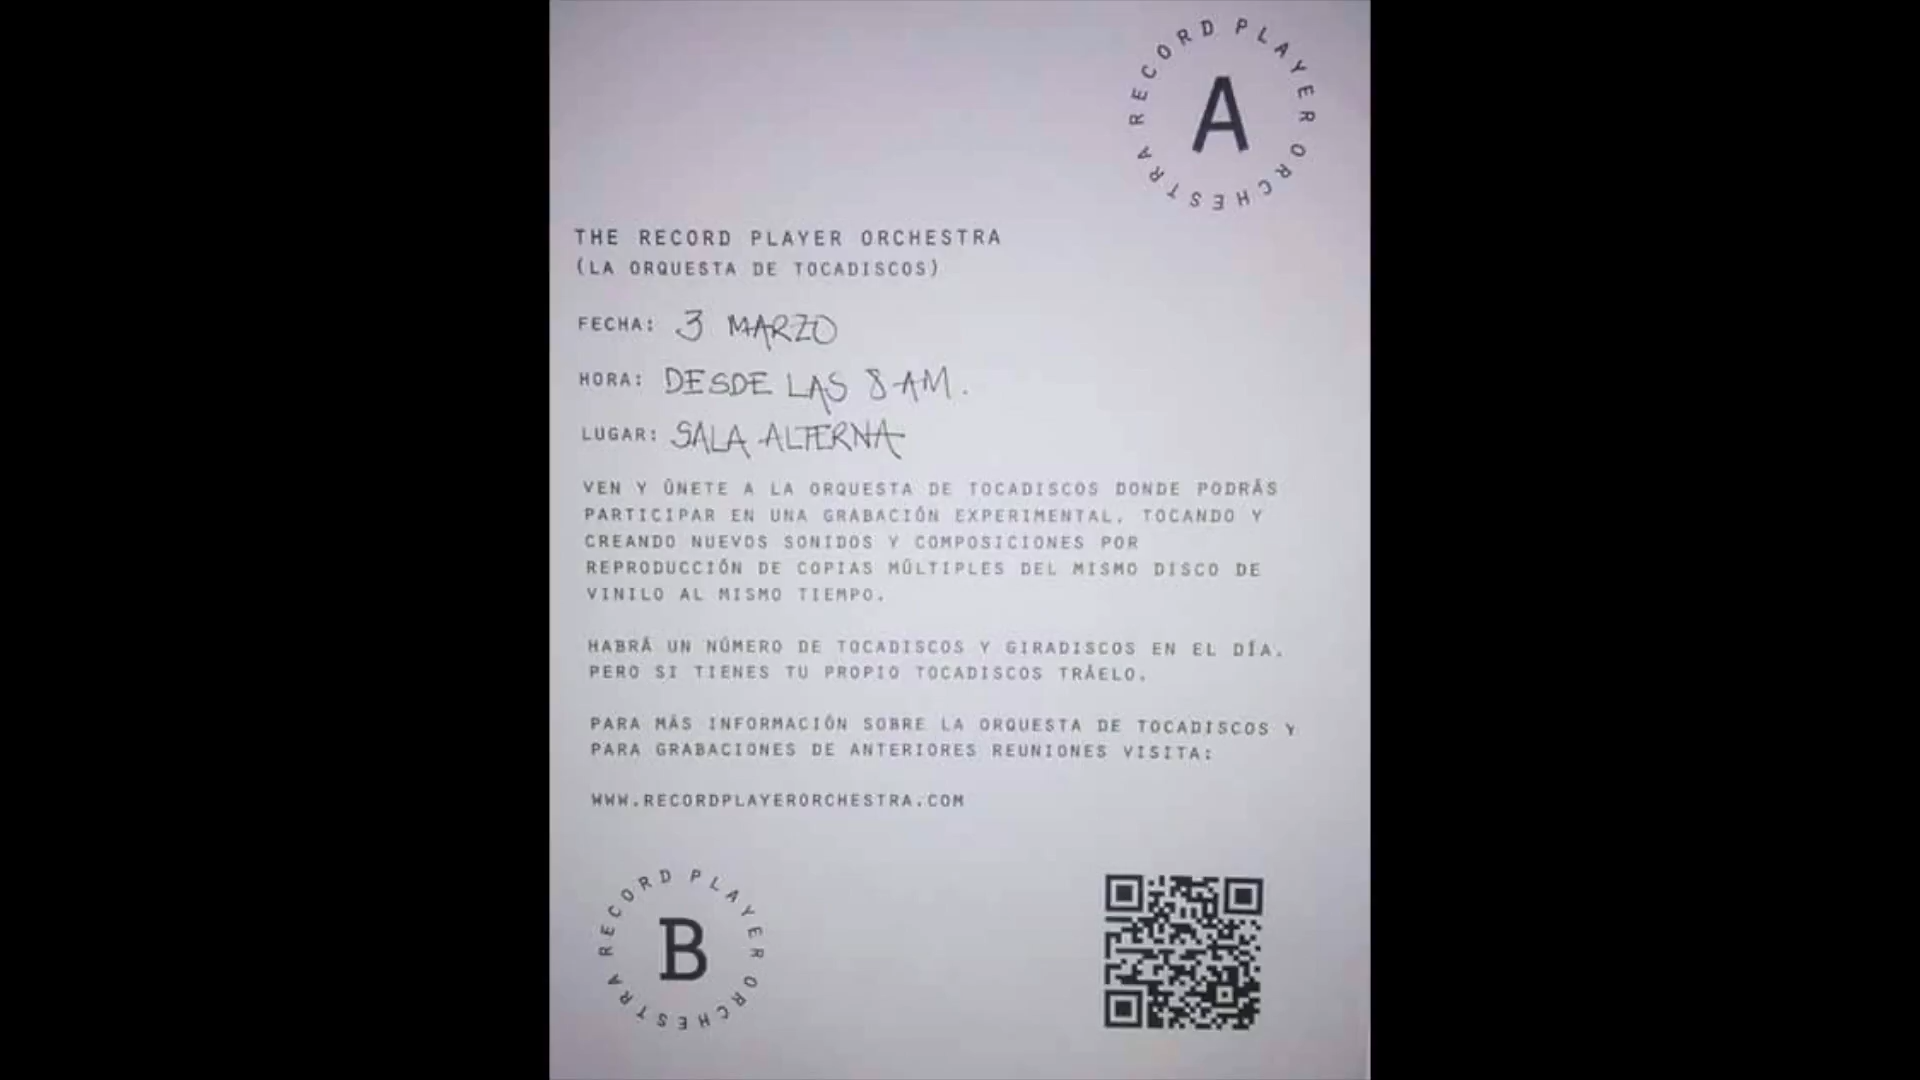 RECORD PLAYER ORCHESTRA
A
THE RECORD PLAYER ORCHESTRA
(LA ORQUESTA DE TOCADISCOS)
FECHA: 3 MARZO
HORA: DESDE LAS 8 AM.
LUGAR: SALA ALTERNA
VEN Y ÚNETE A LA ORQUESTA DE TOCADISCOS DONDE PODRÁS
PARTICIPAR EN UNA GRABACIÓN EXPERIMENTAL, TOCANDO Y
CREANDO NUEVOS SONIDOS Y COMPOSICIONES POR
REPRODUCCIÓN DE COPIAS MÚLTIPLES DEL MISMO DISCO DE
VINILO AL MISMO TIEMPO.
HABRÁ UN NÚMERO DE TOCADISCOS Y GIRADISCOS EN EL DÍA,
PERO SI TIENES TU PROPIO TOCADISCOS TRÁELO.
PARA MÁS INFORMACIÓN SOBRE LA ORQUESTA DE TOCADISCOS Y
PARA GRABACIONES DE ANTERIORES REUNIONES VISITA:
WWW.RECORDPLAYERORCHESTRA.COM
RECORD PLAYER ORCHESTRA
B